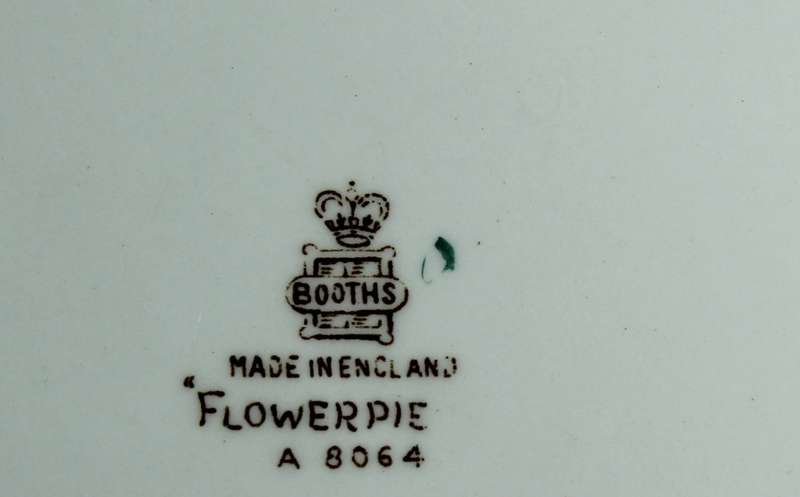 BOOTHS
MADE IN ENGLAND
"FLOWERPIE
A 8064